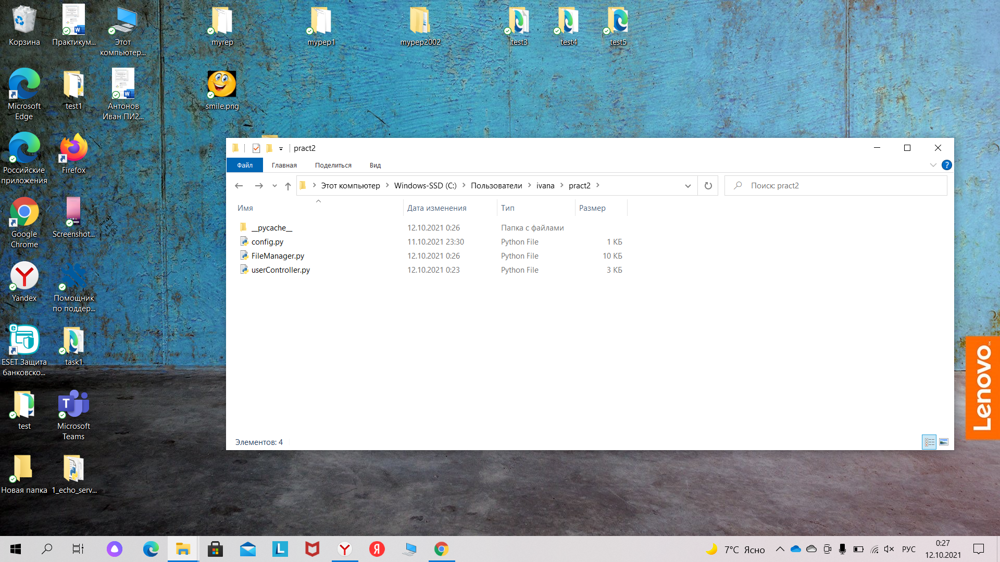 Корзина
Практикум...
Этот
компьютер...
myrep
mypep1
mypep2002
test3
test4
test5
Microsoft
Edge
test1
Антонов
Иван ПИ2...
smile.png
Российские
приложения
Firefox
Google
Chrome
Screenshot...
Yandex
Помощник
по поддер...
ESET Защита
банковско...
task1
test
Microsoft
Teams
Новая папка
1_echo_serv...
pract2
Файл
Главная
Поделиться
Вид
Этот компьютер
Windows-SSD (C:)
Пользователи
ivana
pract2
Поиск: pract2
Имя
Дата изменения
Тип
Размер
__pycache__ 12.10.2021 0:26 Папка с файлами
config.py 11.10.2021 23:30 Python File 1 КБ
FileManager.py 12.10.2021 0:26 Python File 10 КБ
userController.py 12.10.2021 0:23 Python File 3 КБ
Элементов: 4
Lenovo
7°C Ясно
РУС
0:27
12.10.2021